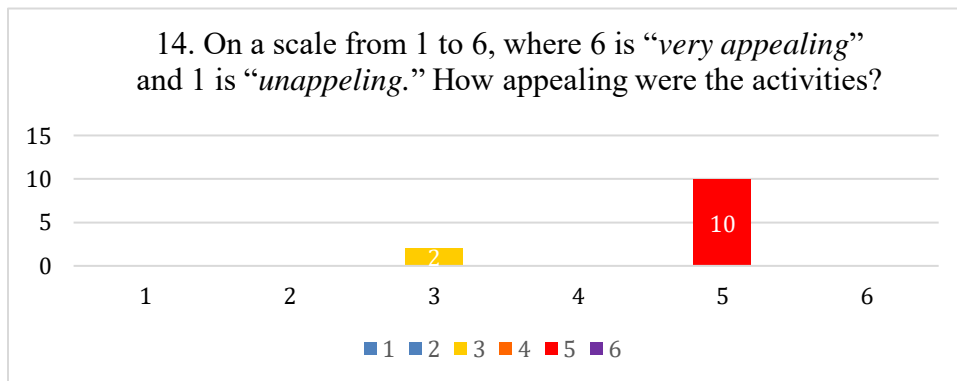 14. On a scale from 1 to 6, where 6 is “very appealing”
and 1 is “unappeling.” How appealing were the activities?
15
10
5
0
2
10
1 2 3 4 5 6
1 2 3 4 5 6